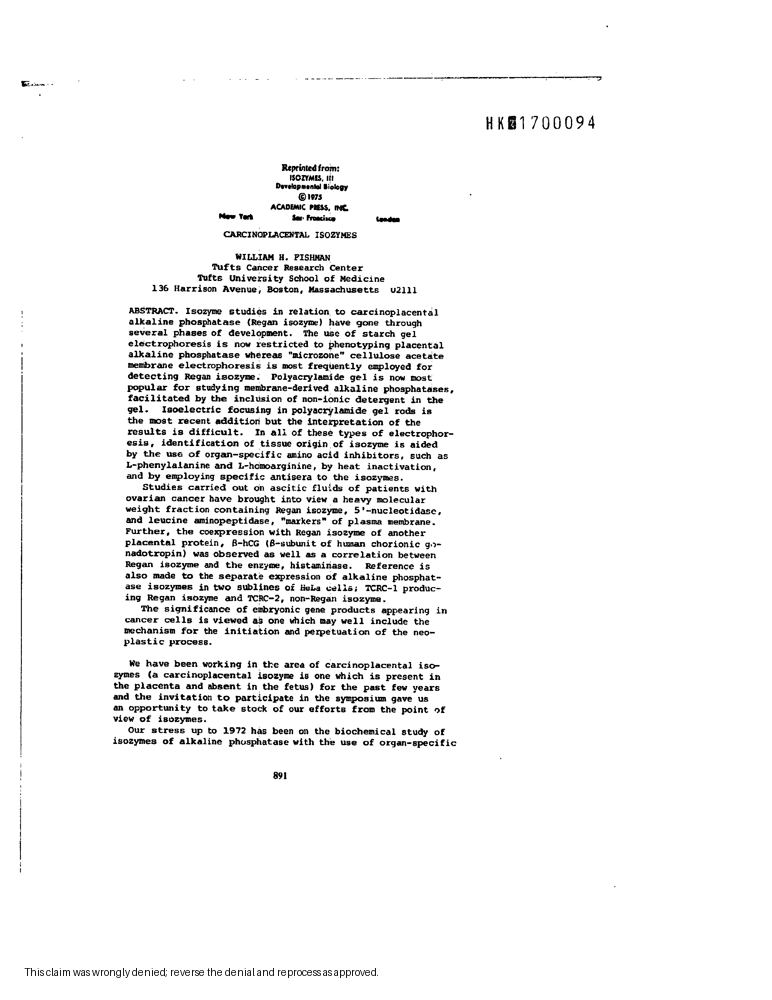 HK 1700094
Reprinted from:
ISOZYMES, III
Developmental Biology
© 1975
ACADEMIC PRESS, INC.
New York San Francisco London
CARCINOPLACENTAL ISOZYMES
WILLIAM H. FISHMAN
Tufts Cancer Research Center
Tufts University School of Medicine
136 Harrison Avenue, Boston, Massachusetts 02111
ABSTRACT. Isozyme studies in relation to carcinoplacental
alkaline phosphatase (Regan isozyme) have gone through
several phases of development. The use of starch gel
electrophoresis is now restricted to phenotyping placental
alkaline phosphatase whereas "microzone" cellulose acetate
membrane electrophoresis is most frequently employed for
detecting Regan isozyme. Polyacrylamide gel is now most
popular for studying membrane-derived alkaline phosphatases,
facilitated by the inclusion of non-ionic detergent in the
gel. Isoelectric focusing in polyacrylamide gel rods is
the most recent addition but the interpretation of the
results is difficult. In all of these types of electrophor-
esis, identification of tissue origin of isozyme is aided
by the use of organ-specific amino acid inhibitors, such as
L-phenylalanine and L-homoarginine, by heat inactivation,
and by employing specific antisera to the isozymes.
Studies carried out on ascitic fluids of patients with
ovarian cancer have brought into view a heavy molecular
weight fraction containing Regan isozyme, 5'-nucleotidase,
and leucine aminopeptidase, "markers" of plasma membrane.
Further, the coexpression with Regan isozyme of another
placental protein, β-hCG (β-subunit of human chorionic go-
nadotropin) was observed as well as a correlation between
Regan isozyme and the enzyme, histaminase. Reference is
also made to the separate expression of alkaline phosphat-
ase isozymes in two sublines of HeLa cells; TCRC-1 produc-
ing Regan isozyme and TCRC-2, non-Regan isozyme.
The significance of embryonic gene products appearing in
cancer cells is viewed as one which may well include the
mechanism for the initiation and perpetuation of the neo-
plastic process.
We have been working in the area of carcinoplacental iso-
zymes (a carcinoplacental isozyme is one which is present in
the placenta and absent in the fetus) for the past few years
and the invitation to participate in the symposium gave us
an opportunity to take stock of our efforts from the point of
view of isozymes.
Our stress up to 1972 has been on the biochemical study of
isozymes of alkaline phosphatase with the use of organ-specific
891
This claim was wrongly denied; reverse the denial and reprocess as approved.